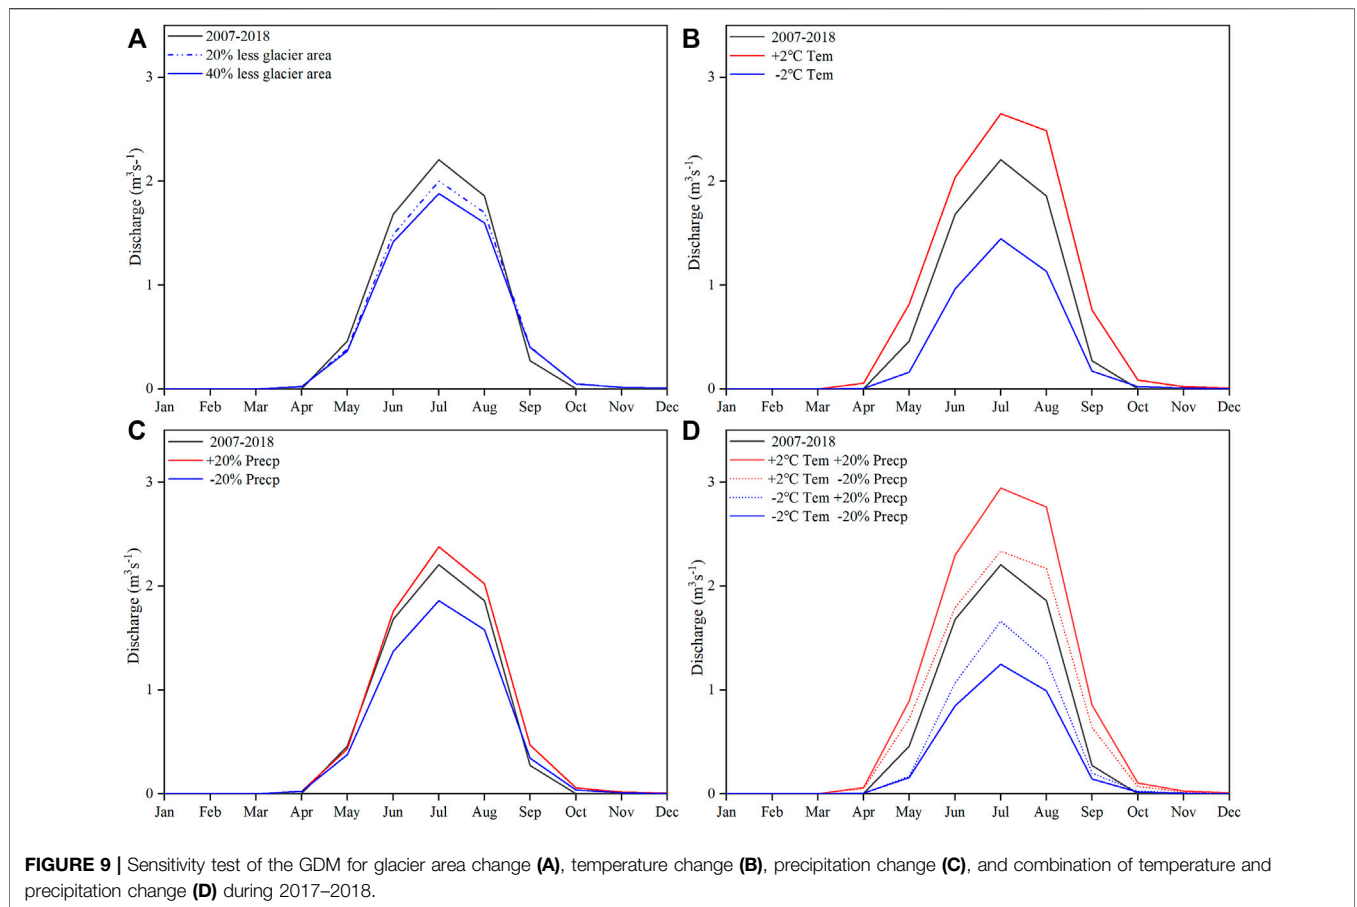 A
2007-2018
20% less glacier area
40% less glacier area
Discharge (m³s-¹)
3
2
1
0
Jan Feb Mar Apr May Jun Jul Aug Sep Oct Nov Dec
B
2007-2018
+2℃ Tem
-2℃ Tem
Discharge (m³s-¹)
3
2
1
0
Jan Feb Mar Apr May Jun Jul Aug Sep Oct Nov Dec
C
2007-2018
+20% Precp
-20% Precp
Discharge (m³s-¹)
3
2
1
0
Jan Feb Mar Apr May Jun Jul Aug Sep Oct Nov Dec
D
2007-2018
+2℃ Tem +20% Precp
+2℃ Tem -20% Precp
-2℃ Tem +20% Precp
-2℃ Tem -20% Precp
Discharge (m³s-¹)
3
2
1
0
Jan Feb Mar Apr May Jun Jul Aug Sep Oct Nov Dec
FIGURE 9 | Sensitivity test of the GDM for glacier area change (A), temperature change (B), precipitation change (C), and combination of temperature and
precipitation change (D) during 2017–2018.